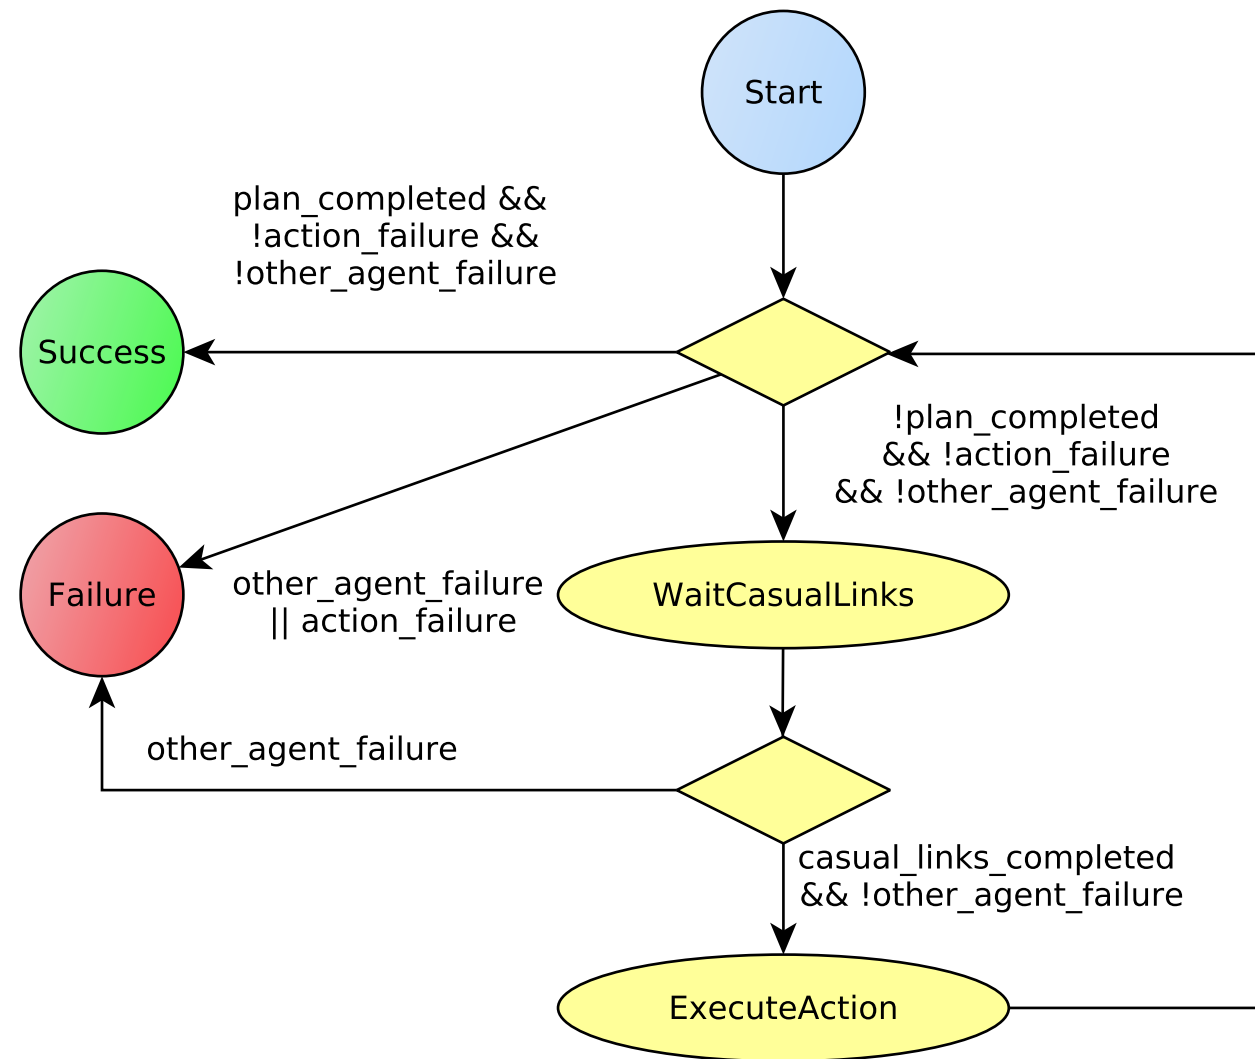 Start
plan_completed &&
!action_failure &&
!other_agent_failure
Success
!plan_completed
&& !action_failure
&& !other_agent_failure
Failure
other_agent_failure
|| action_failure
WaitCasualLinks
other_agent_failure
casual_links_completed
&& !other_agent_failure
ExecuteAction